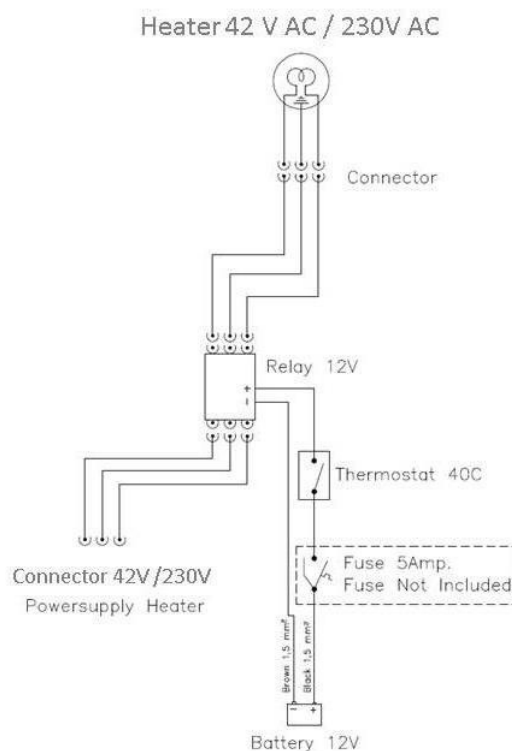 Heater 42 V AC / 230V AC
Connector
Relay 12V
+
-
Thermostat 40C
Fuse 5Amp.
Fuse Not Included
Connector 42V/230V
Powersupply Heater
Brown 1,5 mm²
Black 1,5 mm²
- +
Battery 12V